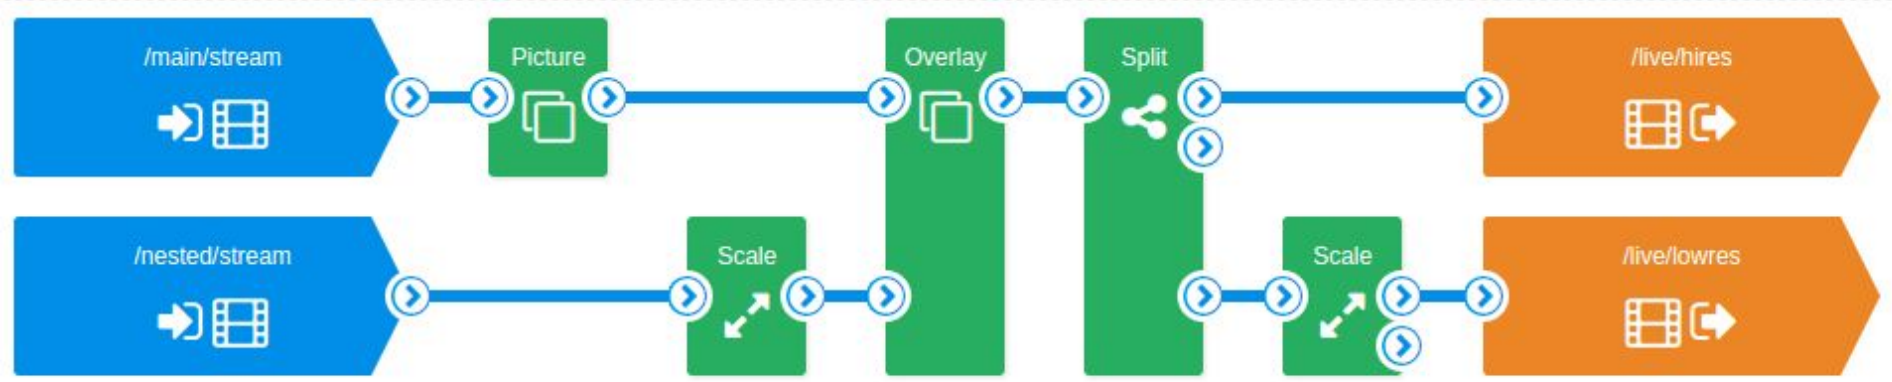 /main/stream
Picture
Overlay
Split
/live/hires
/nested/stream
Scale
Scale
/live/lowres